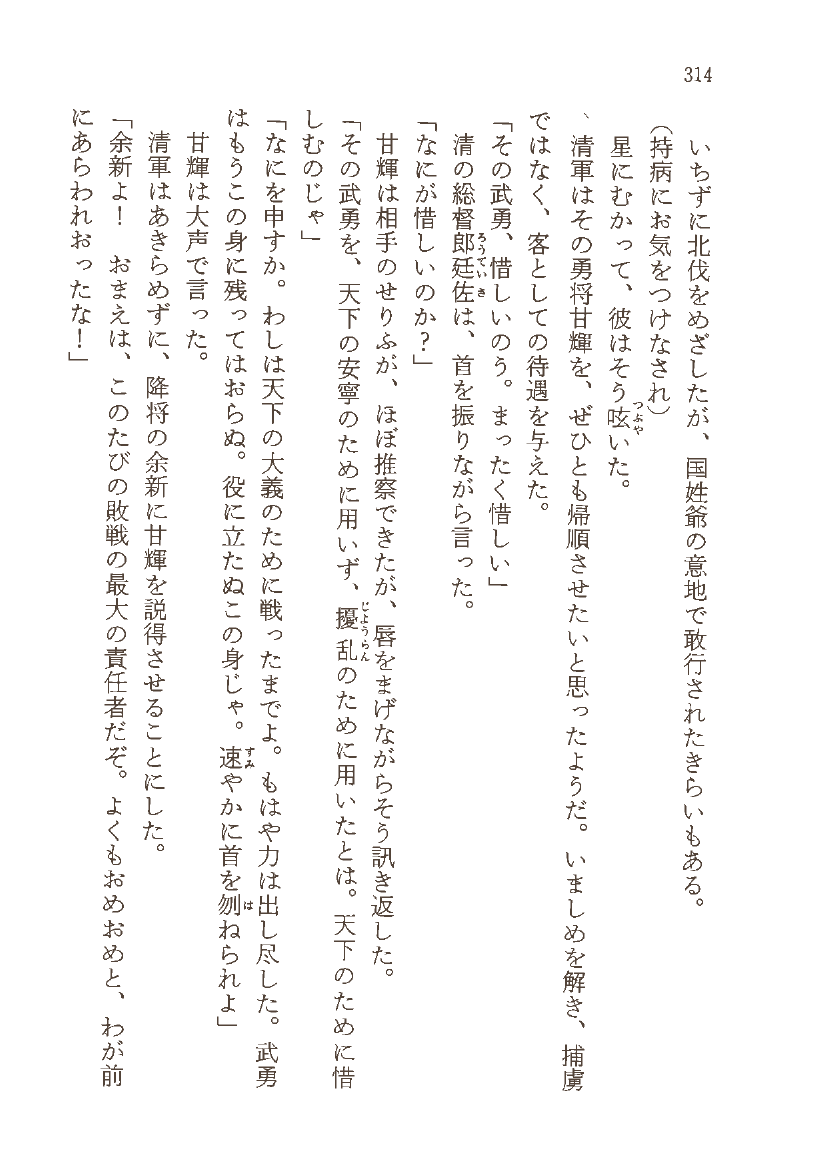 314
いちずに北伐をめざしたが、国姓爺の意地で敢行されたきらいもある。
（持病にお気をつけなされ）
星にむかって、彼はそう呟いた。
清軍はその勇将甘輝を、ぜひとも帰順させたいと思ったようだ。いましめを解き、捕虜
ではなく、客としての待遇を与えた。
「その武勇、惜しいのう。まったく惜しい」
清の総督郎廷佐は、首を振りながら言った。
「なにが惜しいのか？」
甘輝は相手のせりふが、ほぼ推察できたが、唇をまげながらそう訊き返した。
「その武勇を、天下の安寧のために用いず、擾乱のために用いたとは。天下のために惜
しむのじゃ」
「なにを申すか。わしは天下の大義のために戦ったまでよ。もはや力は出し尽した。武勇
はもうこの身に残ってはおらぬ。役に立たぬこの身じゃ。速やかに首を刎ねられよ」
甘輝は大声で言った。
清軍はあきらめずに、降将の余新に甘輝を説得させることにした。
「余新よ！　おまえは、このたびの敗戦の最大の責任者だぞ。よくもおめおめと、わが前
にあらわれおったな！」